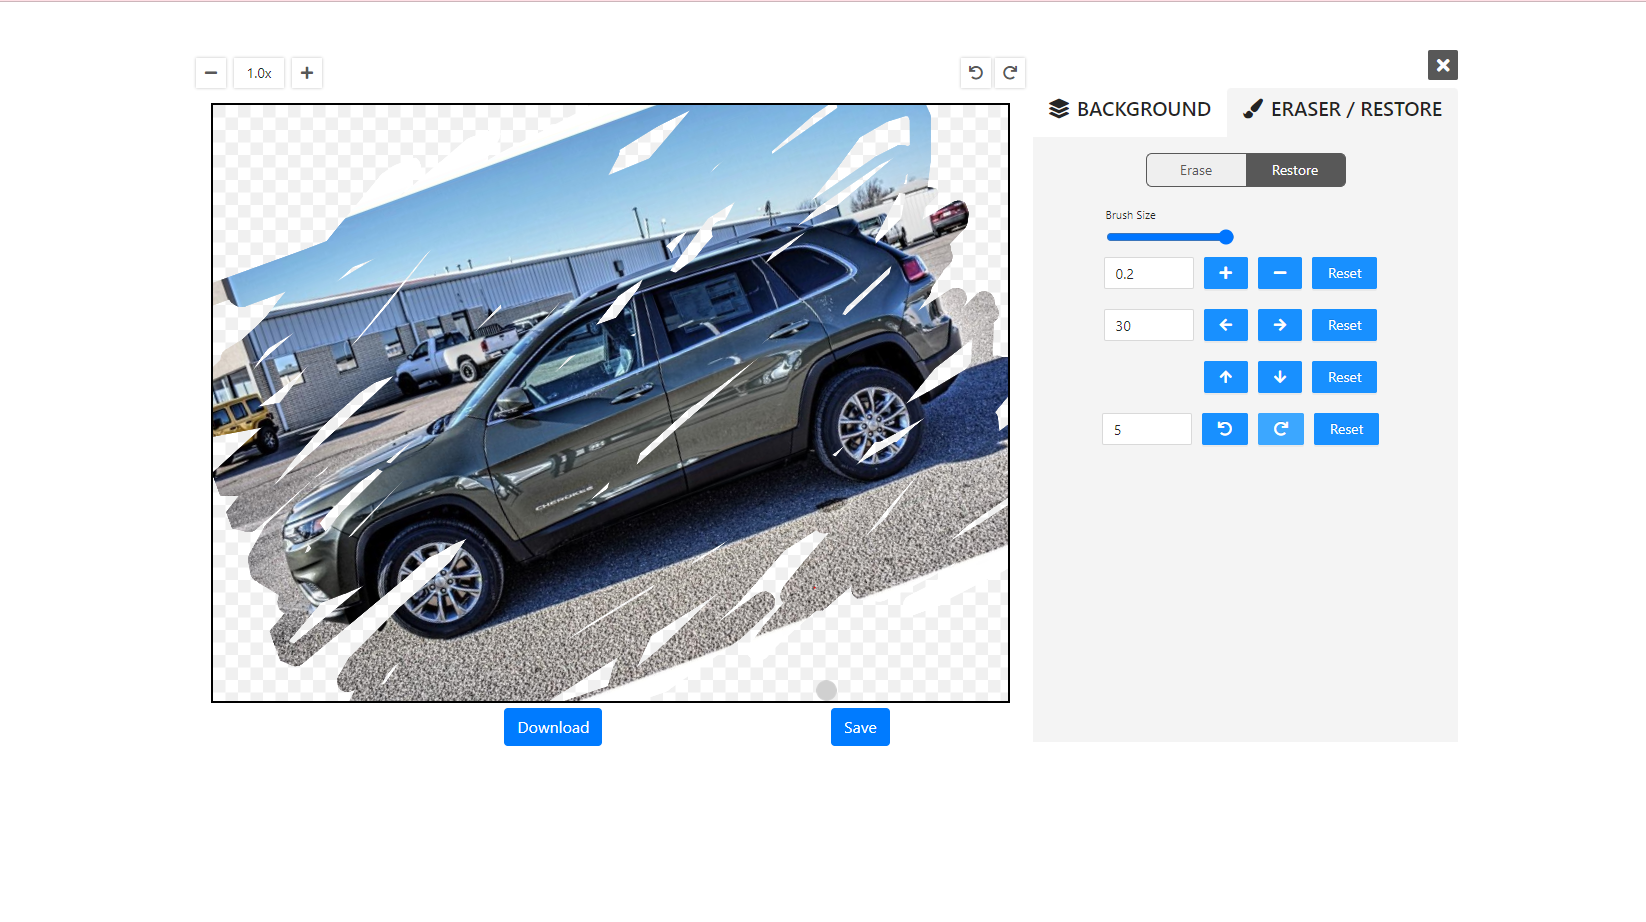 1.0x
BACKGROUND
ERASER / RESTORE
Erase
Restore
Brush Size
0.2
Reset
30
Reset
Reset
5
Reset
CHEROKEE
Download
Save